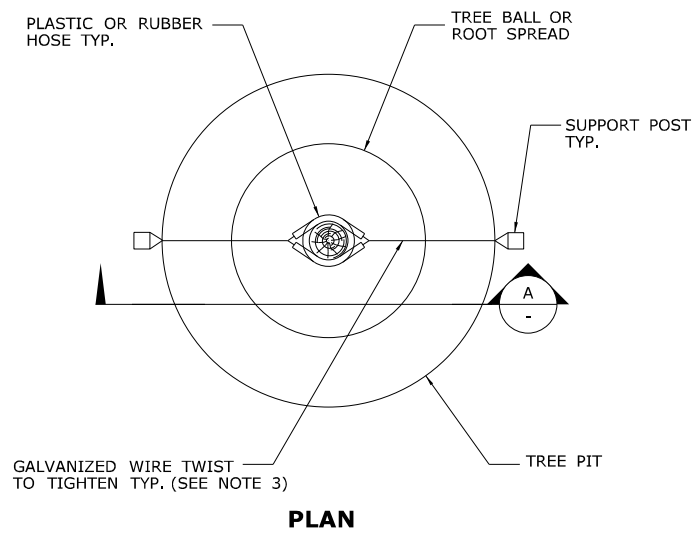 PLASTIC OR RUBBER
HOSE TYP.
TREE BALL OR
ROOT SPREAD
SUPPORT POST
TYP.
A
-
GALVANIZED WIRE TWIST
TO TIGHTEN TYP. (SEE NOTE 3)
TREE PIT
PLAN